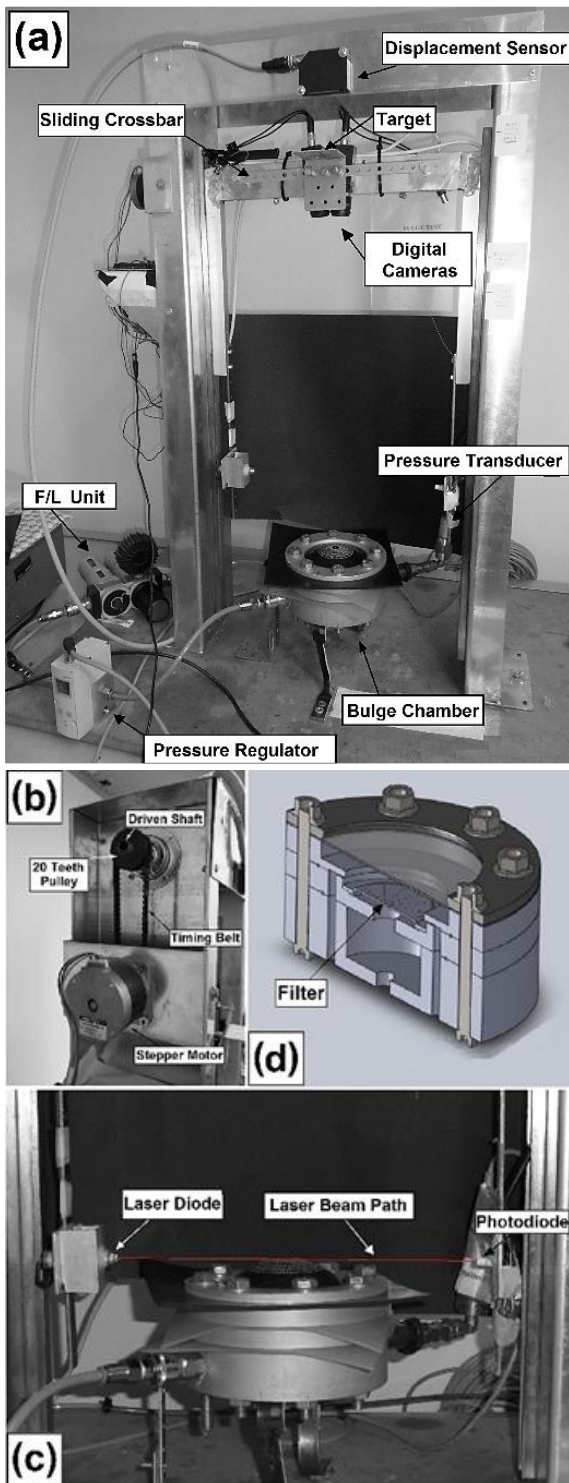 (a)
Displacement Sensor
Sliding Crossbar
Target
Digital
Cameras
Pressure Transducer
F/L Unit
Bulge Chamber
Pressure Regulator
(b)
Driven Shaft
20 Teeth
Pulley
Timing Belt
Stepper Motor
Filter
(d)
Laser Diode
Laser Beam Path
Photodiode
(c)